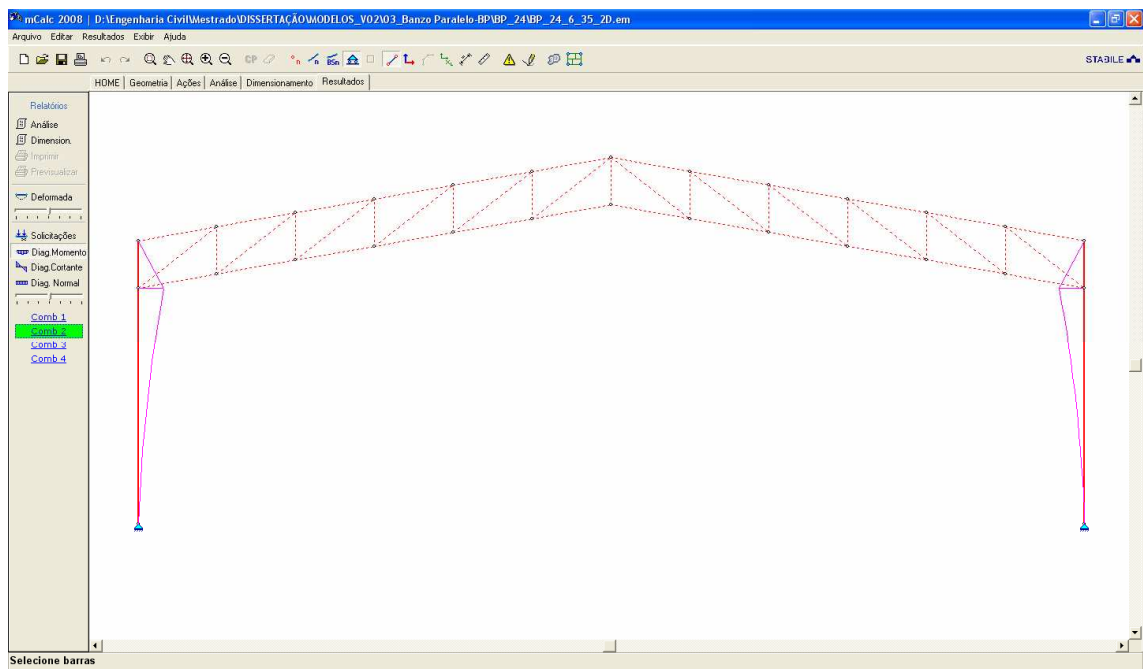 mCalc 2008 | D:\Engenharia Civil\Mestrado\DISSERTAÇÃO\MODELOS_V02\03_Banzo Paralelo-BP\BP_24\BP_24_6_35_2D.em
Arquivo Editar Resultados Exibir Ajuda
CP BSn STABILE
HOME Geometria Ações Análise Dimensionamento Resultados
Relatórios
Análise
Dimension.
Imprimir
Previsualizar
Deformada
Solicitações
Diag.Momento
Diag.Cortante
Diag. Normal
Comb 1
Comb 2
Comb 3
Comb 4
Selecione barras